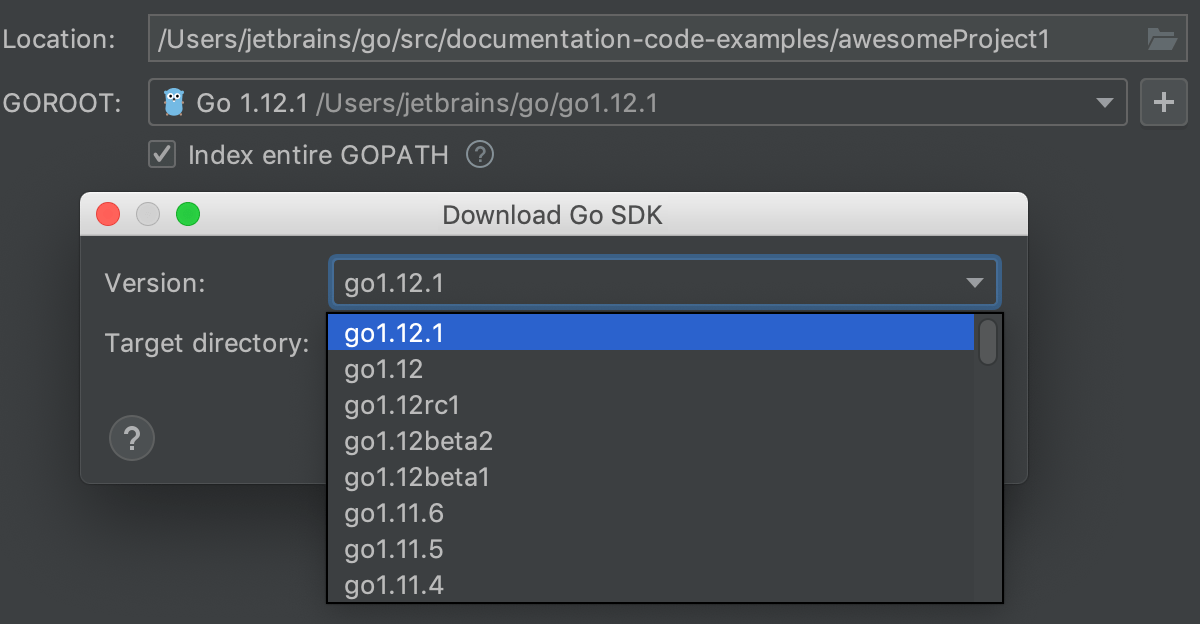 Location: /Users/jetbrains/go/src/documentation-code-examples/awesomeProject1
GOROOT: Go 1.12.1 /Users/jetbrains/go/go1.12.1 +
Index entire GOPATH ?
Download Go SDK
Version: go1.12.1
go1.12.1
Target directory:
go1.12
go1.12rc1
go1.12beta2
?
go1.12beta1
go1.11.6
go1.11.5
go1.11.4